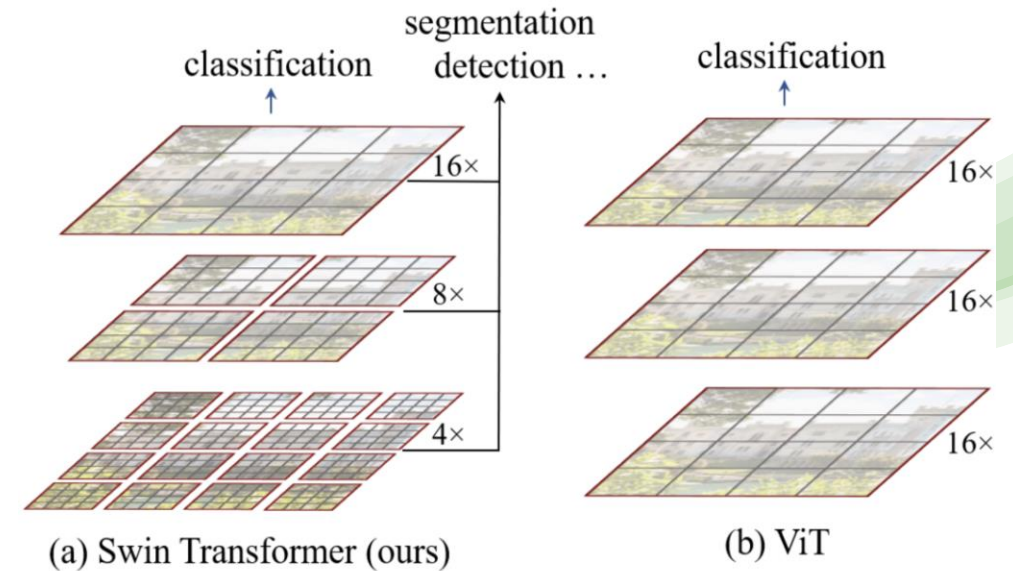 segmentation
classification
detection ...
classification
16×
8×
4×
16×
16×
16×
(a) Swin Transformer (ours)
(b) ViT